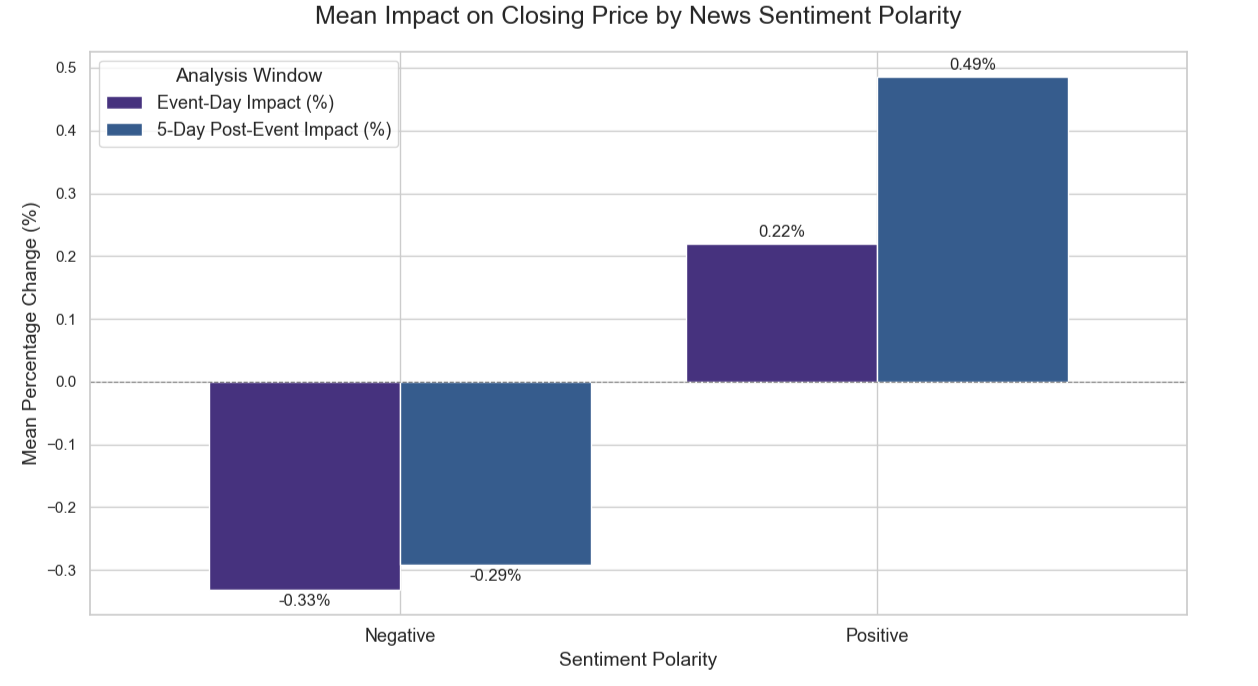 Mean Impact on Closing Price by News Sentiment Polarity
Analysis Window
Event-Day Impact (%)
5-Day Post-Event Impact (%)
Mean Percentage Change (%)
0.5
0.4
0.3
0.2
0.1
0.0
−0.1
−0.2
−0.3
-0.33%
-0.29%
0.22%
0.49%
Negative
Positive
Sentiment Polarity